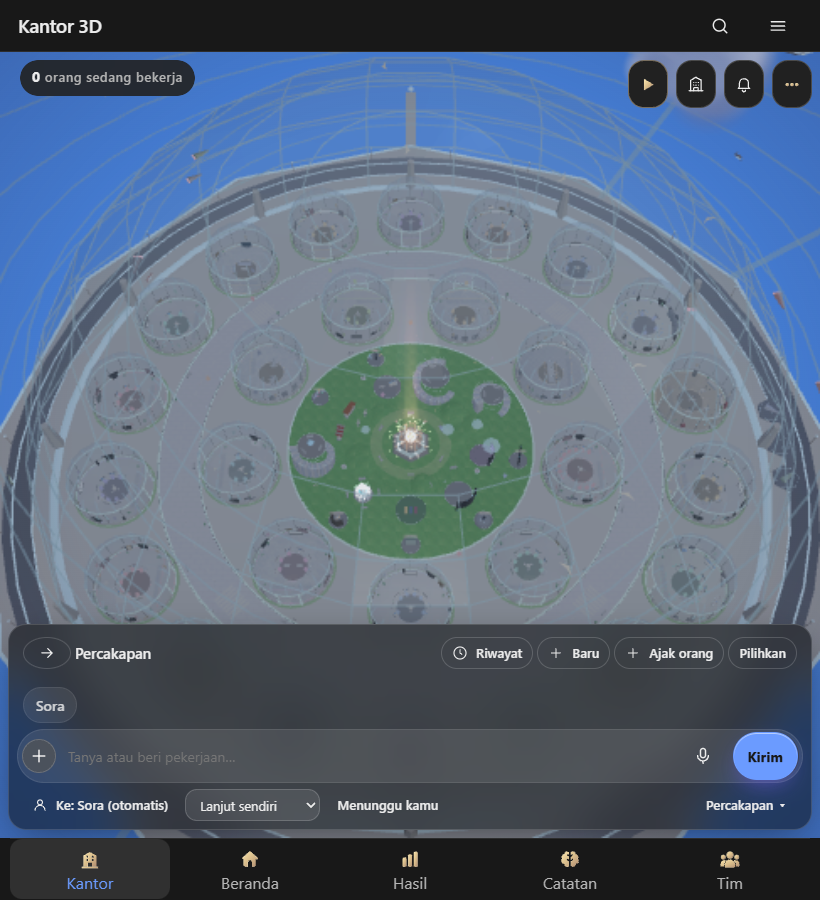 Kantor 3D
0 orang sedang bekerja
Percakapan
Riwayat
Baru
Ajak orang
Pilihkan
Sora
Tanya atau beri pekerjaan...
Kirim
Ke: Sora (otomatis)
Lanjut sendiri
Menunggu kamu
Percakapan
Kantor
Beranda
Hasil
Catatan
Tim